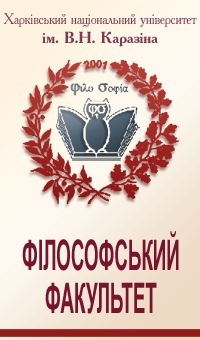 Харківський національний університет
ім. В.Н. Каразіна
2001
Філо Софія
ФІЛОСОФСЬКИЙ
ФАКУЛЬТЕТ